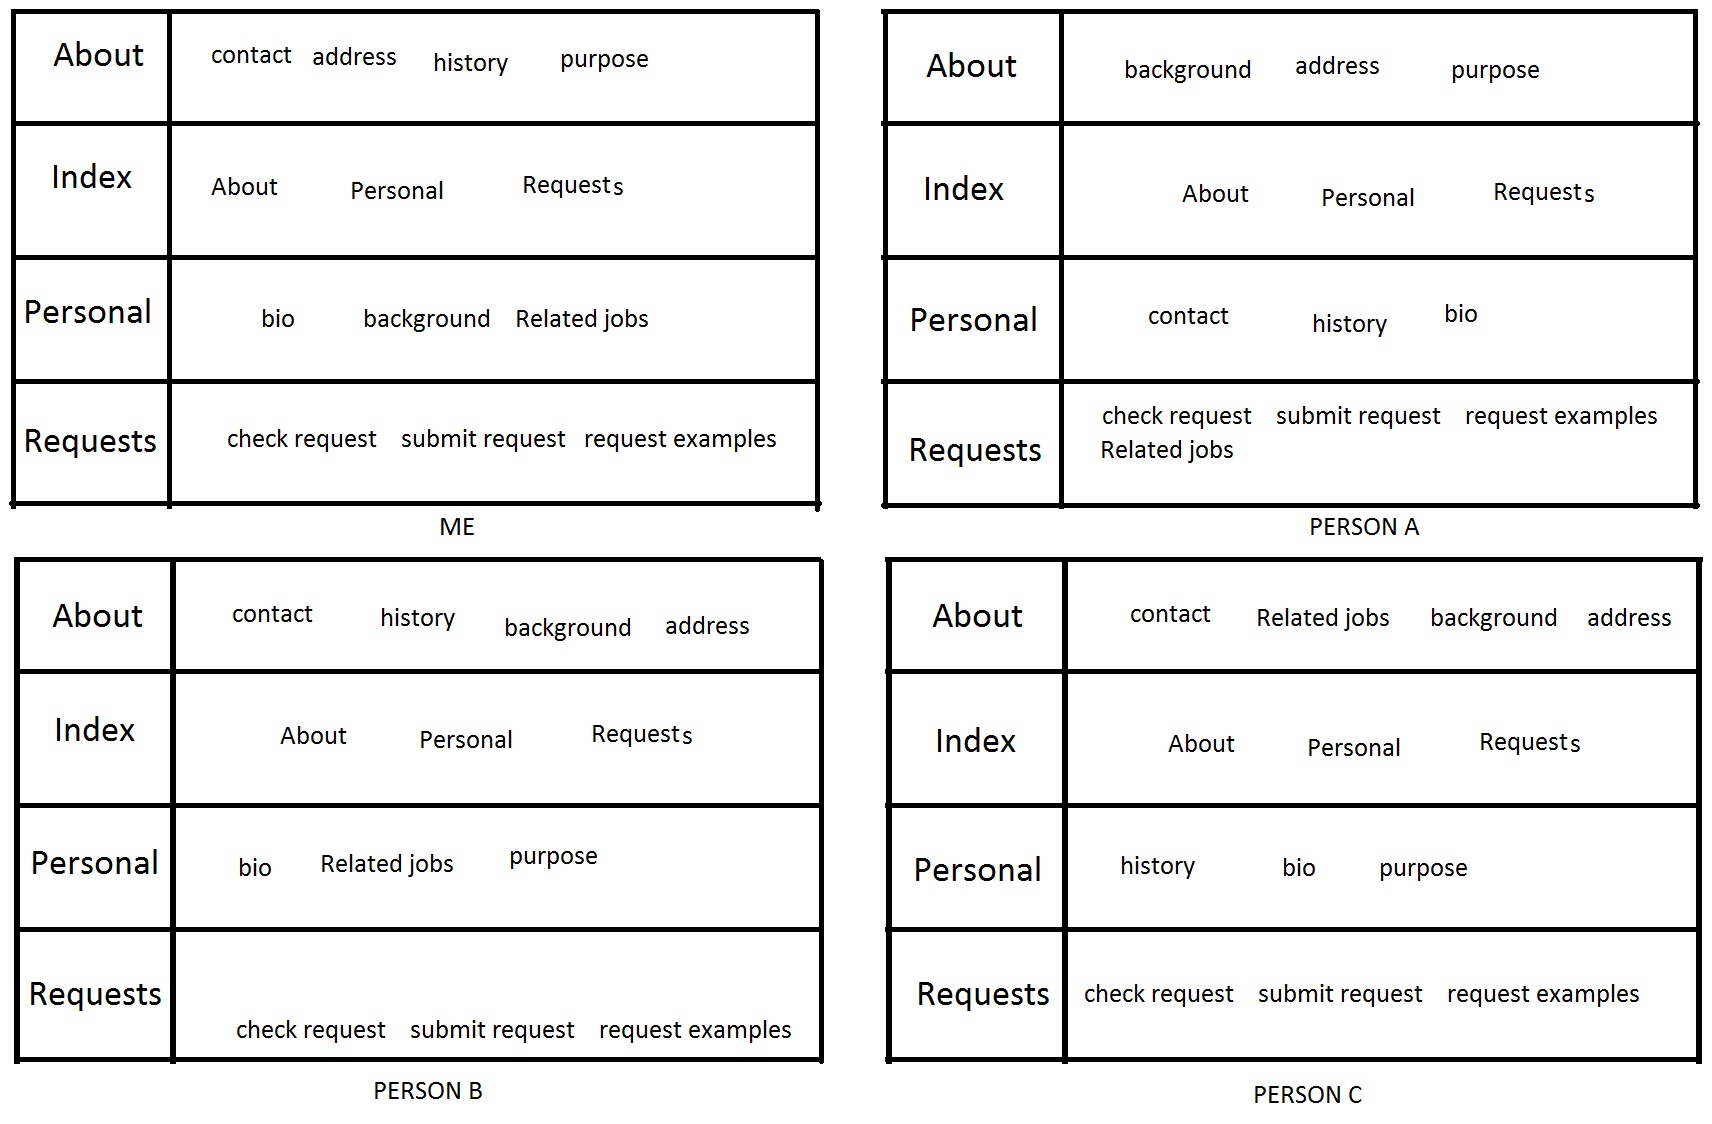 About contact address history purpose
Index About Personal Requests
Personal bio background Related jobs
Requests check request submit request request examples
ME
About background address purpose
Index About Personal Requests
Personal contact history bio
check request submit request request examples
Requests Related jobs
PERSON A
About contact history background address
Index About Personal Requests
Personal bio Related jobs purpose
Requests
check request submit request request examples
PERSON B
About contact Related jobs background address
Index About Personal Requests
Personal history bio purpose
Requests check request submit request request examples
PERSON C